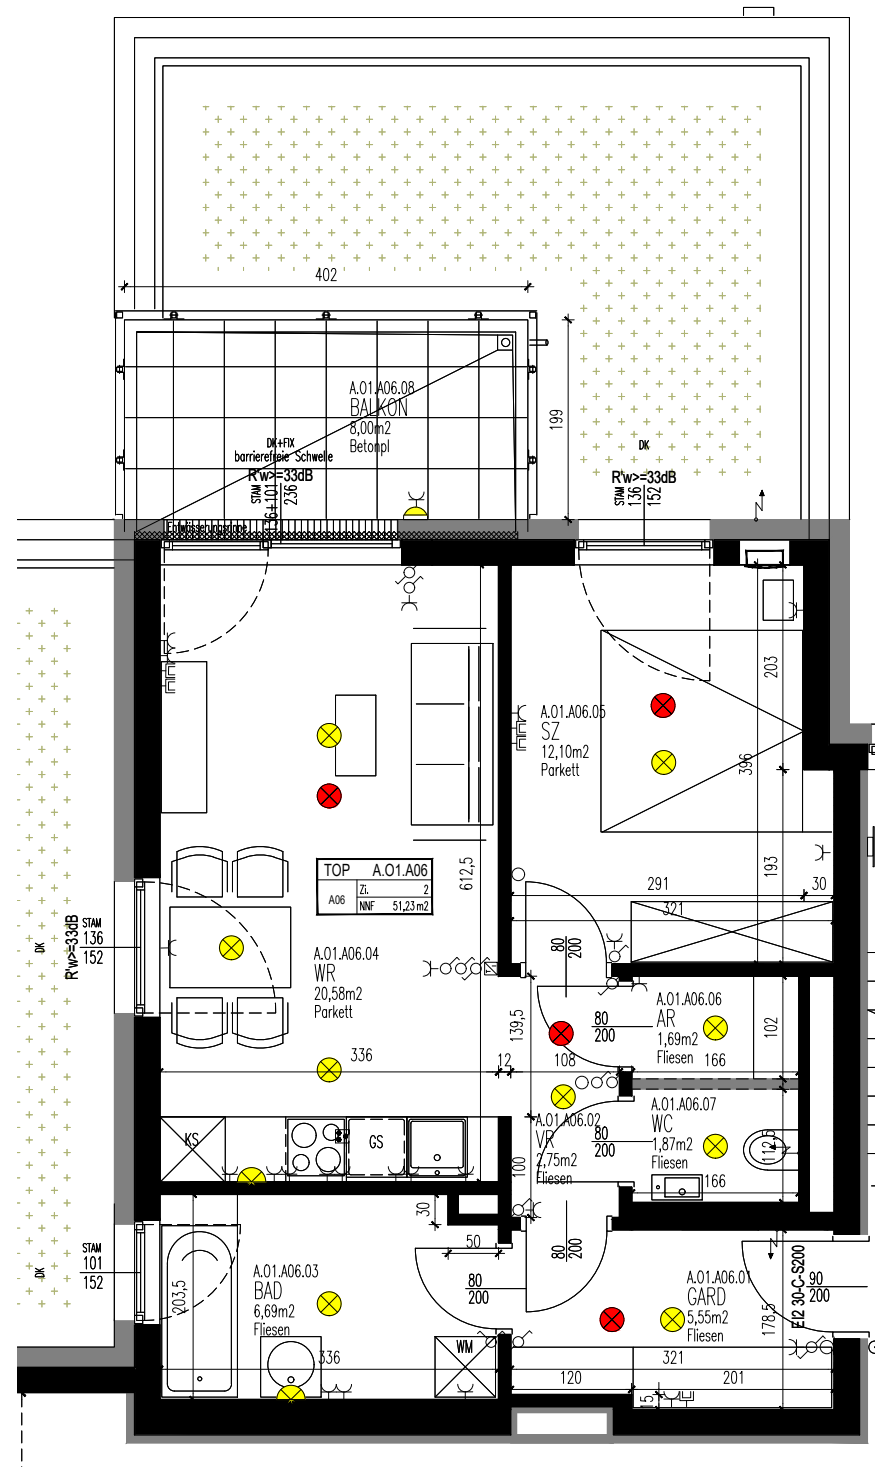 402
A.01.A06.08
BALKON
8,00m2
Betonpl
199
DK+FIX
barrierefreie Schwelle
R'w>=33dB
STAM
136+101
236
Entwässerungsrinne
DK
R'w>=33dB
STAM
136
152
203
A.01.A06.05
SZ
12,10m2
Parkett
396
193
291
30
321
TOP A.01.A06
A06
Zi. 2
NNF 51,23 m2
612,5
R'w>=33dB
DK
STAM
136
152
A.01.A06.04
WR
20,58m2
Parkett
336
12
108
139,5
80
200
80
200
A.01.A06.06
AR
1,69m2
Fliesen
102
166
A.01.A06.02
VR
2,75m2
Fliesen
100
80
200
A.01.A06.07
WC
1,87m2
Fliesen
112,5
166
KS
GS
30
50
DK
STAM
101
152
203,5
A.01.A06.03
BAD
6,69m2
Fliesen
336
WM
80
200
80
200
A.01.A06.01
GARD
5,55m2
Fliesen
178,5
EI2 30-C-S200
90
200
321
120
201
15